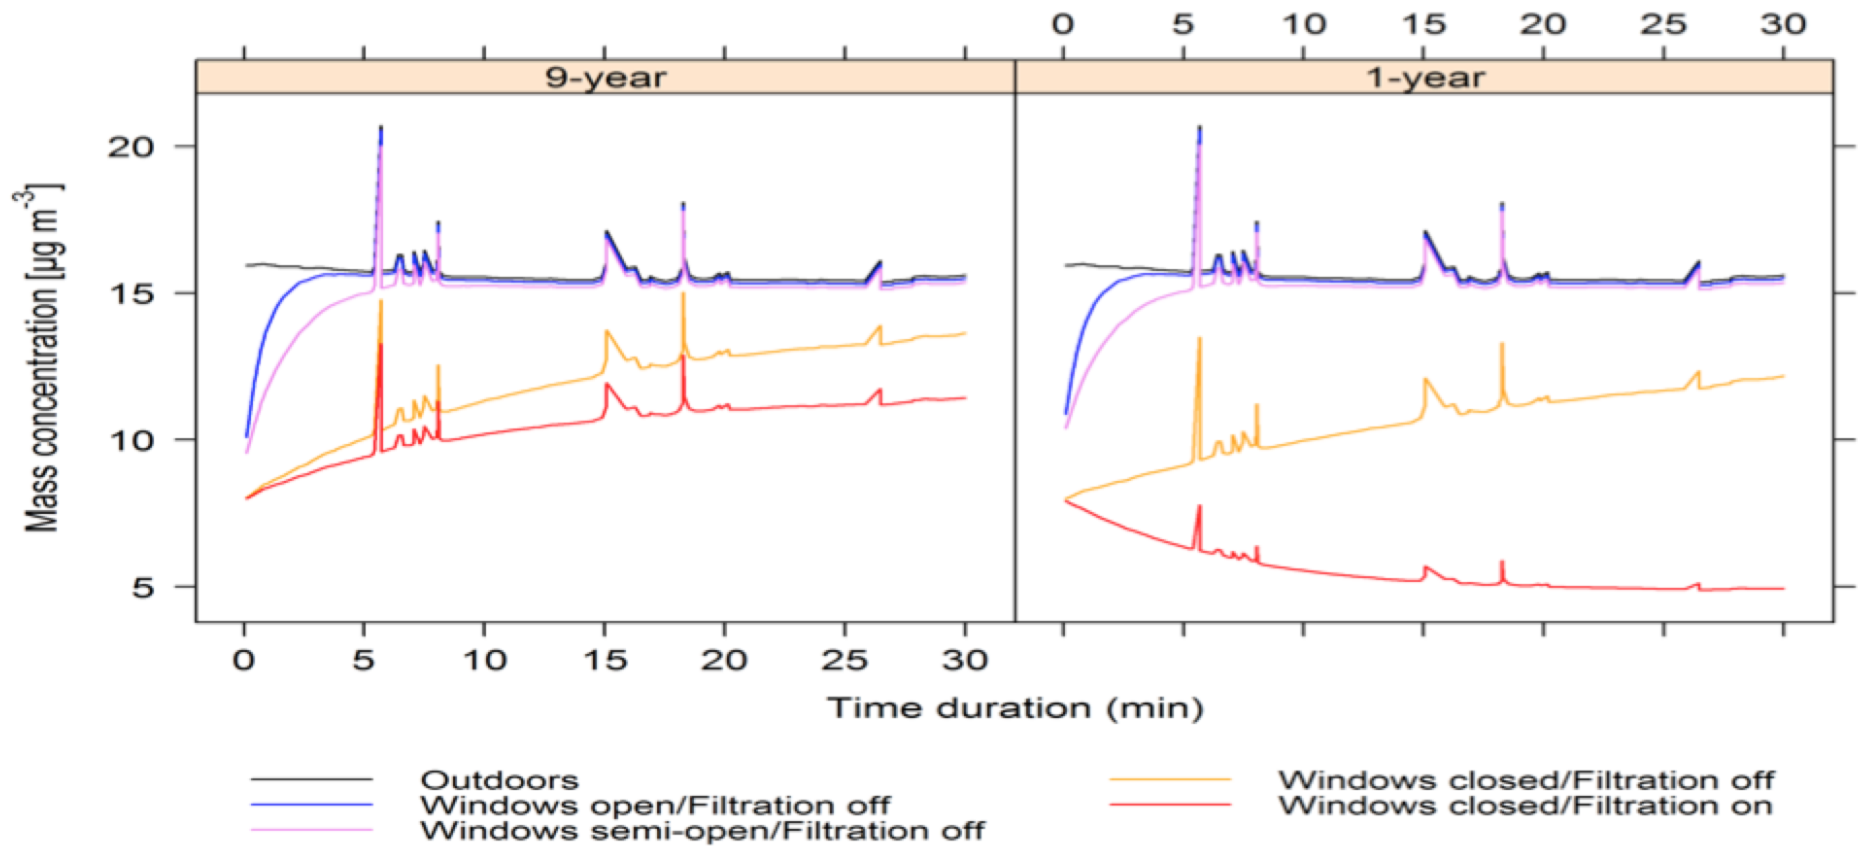 0 5 10 15 20 25 30
9-year 1-year
20
15
10
5
Mass concentration [µg m⁻³]
0 5 10 15 20 25 30
Time duration (min)
Outdoors
Windows open/Filtration off
Windows semi-open/Filtration off
Windows closed/Filtration off
Windows closed/Filtration on